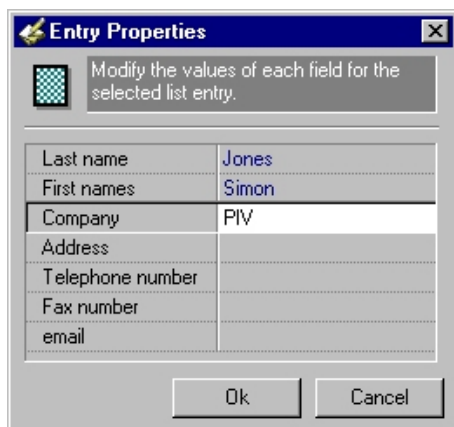 Entry Properties
Modify the values of each field for the
selected list entry.
Last name Jones
First names Simon
Company PIV
Address
Telephone number
Fax number
email
Ok Cancel